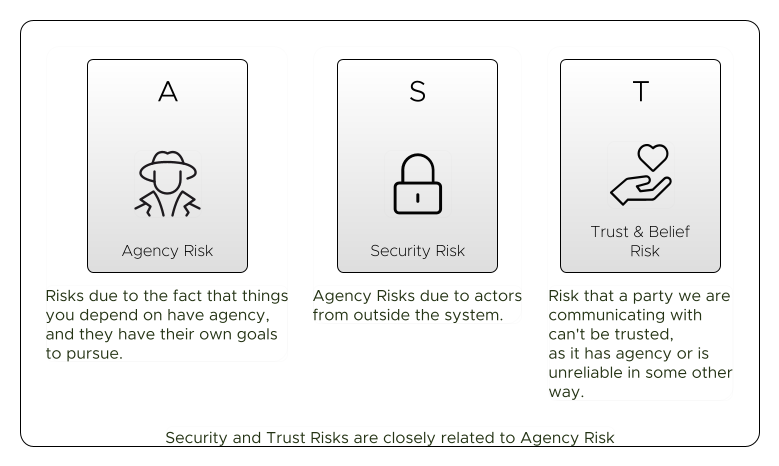 A
Agency Risk
Risks due to the fact that things
you depend on have agency,
and they have their own goals
to pursue.
S
Security Risk
Agency Risks due to actors
from outside the system.
T
Trust & Belief
Risk
Risk that a party we are
communicating with
can't be trusted,
as it has agency or is
unreliable in some other
way.
Security and Trust Risks are closely related to Agency Risk